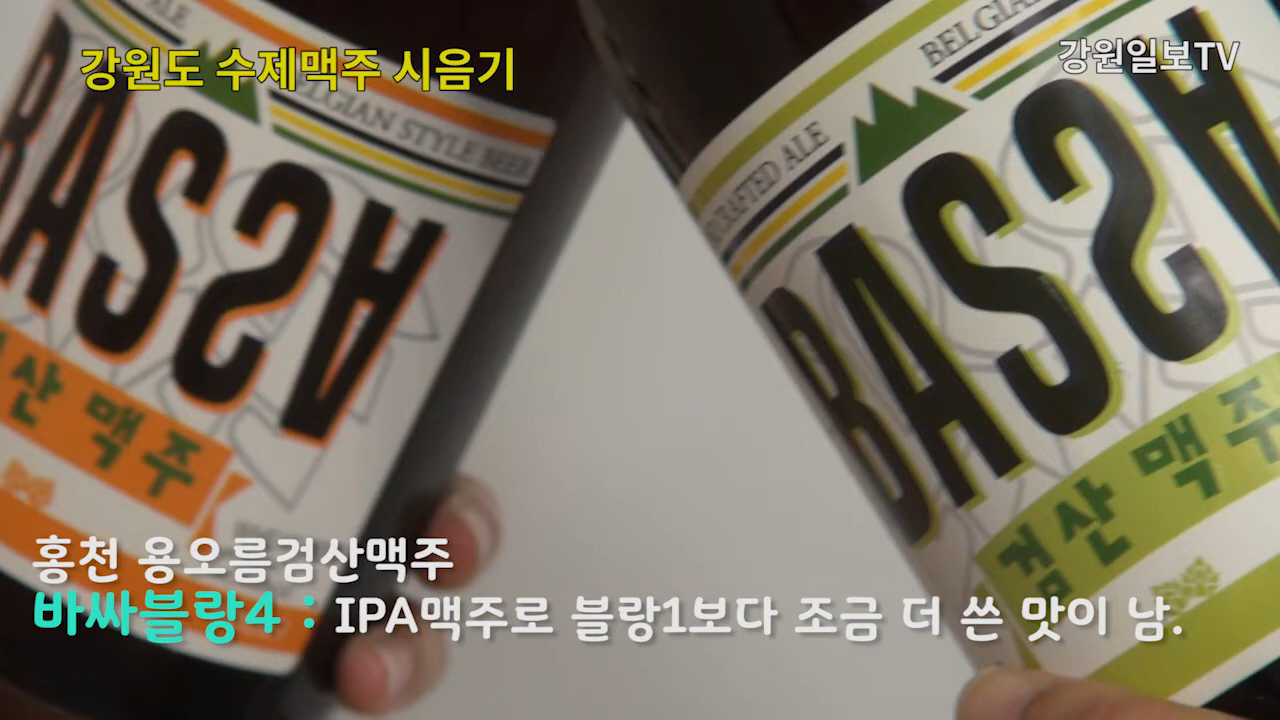 강원도 수제맥주 시음기
강원일보TV
ALE
BELGIAN STYLE BEER
BASSA
산맥주
BELGIAN
CRAFTED ALE
BASSA
검산맥주
홍천 용오름검산맥주
바싸블랑4 : IPA맥주로 블랑1보다 조금 더 쓴 맛이 남.